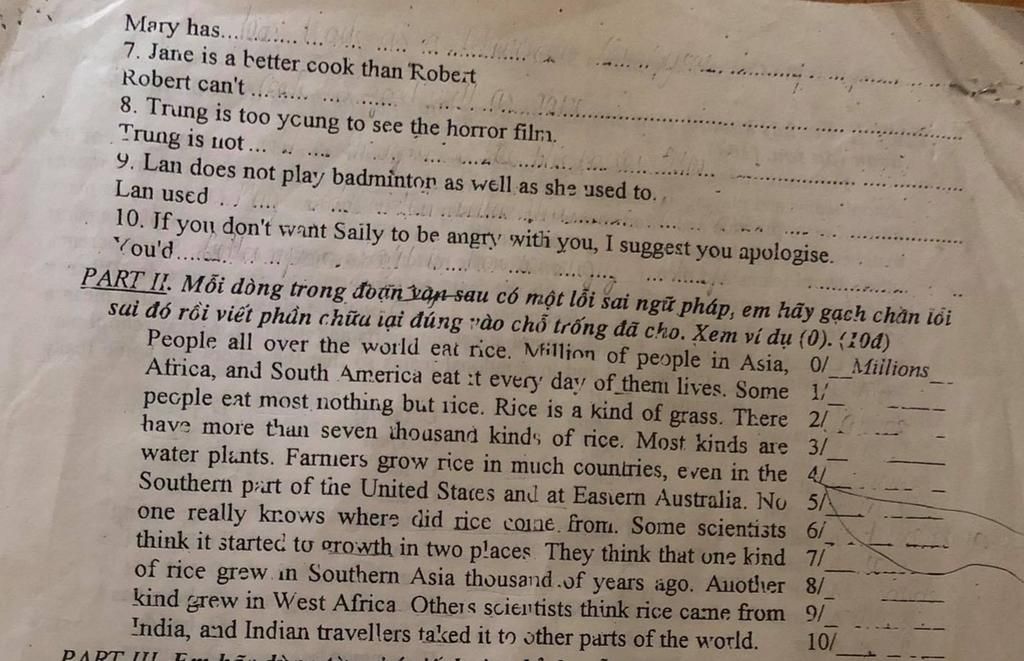 Mary has...
7. Jane is a better cook than Robert
Robert can't ...
8. Trung is too young to see the horror film.
Trung is not ...
9. Lan does not play badminton as well as she used to.
Lan used ...
10. If you don't want Sally to be angry with you, I suggest you apologise.
You'd...
PART II. Mỗi dòng trong đoạn văn sau có một lỗi sai ngữ pháp, em hãy gạch chân lỗi
sai đó rồi viết phần chữa lại đúng vào chỗ trống đã cho. Xem ví dụ (0). (10đ)
People all over the world eat rice. Million of people in Asia, 0/ Millions
Africa, and South America eat it every day of them lives. Some 1/
people eat most nothing but rice. Rice is a kind of grass. There 2/
have more than seven thousand kinds of rice. Most kinds are 3/
water plants. Farmers grow rice in much countries, even in the 4/
Southern part of the United States and at Eastern Australia. No 5/
one really knows where did rice come from. Some scientists 6/
think it started to growth in two places They think that one kind 7/
of rice grew in Southern Asia thousand of years ago. Another 8/
kind grew in West Africa Others scientists think rice came from 9/
India, and Indian travellers taked it to other parts of the world. 10/
PART III. Em hãy